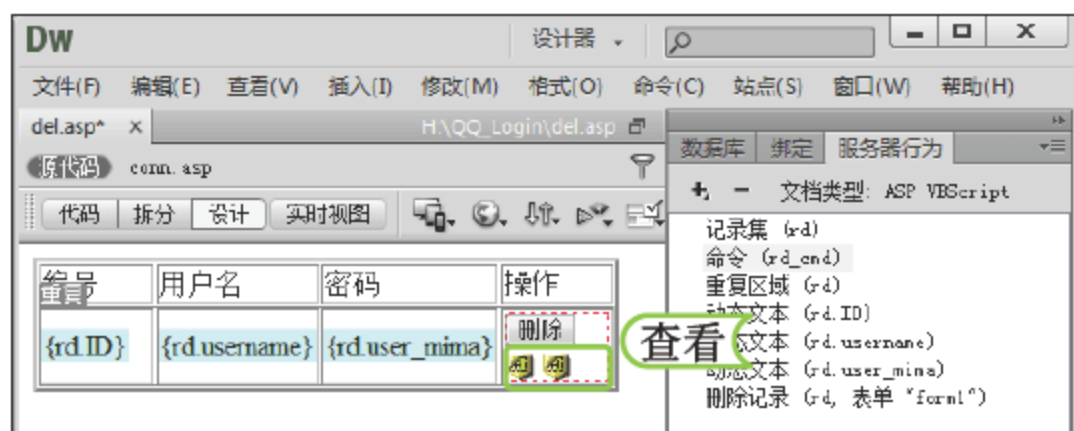 Dw 设计器
文件(F) 编辑(E) 查看(V) 插入(I) 修改(M) 格式(O) 命令(C) 站点(S) 窗口(W) 帮助(H)
del.asp* × H:\QQ_Login\del.asp
源代码 conn.asp
代码 拆分 设计 实时视图
数据库 绑定 服务器行为
文档类型: ASP VBScript
记录集 (rd)
命令 (rd_cmd)
重复区域 (rd)
动态文本 (rd.ID)
动态文本 (rd.username)
动态文本 (rd.user_mima)
删除记录 (rd, 表单 "form1")
重复
编号 用户名 密码 操作
{rd.ID} {rd.username} {rd.user_mima} 删除
查看